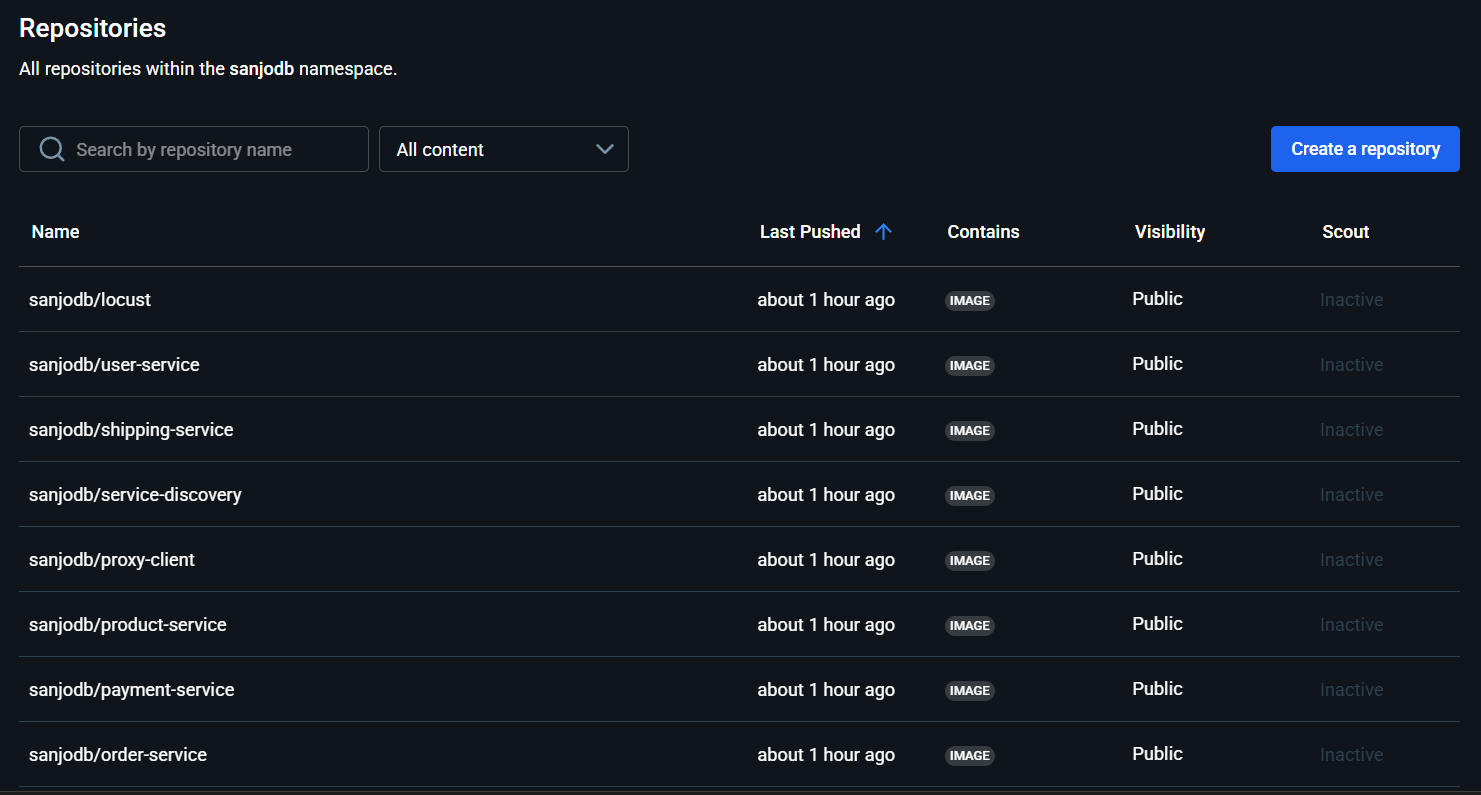 Repositories
All repositories within the sanjodb namespace.
Search by repository name All content Create a repository
Name Last Pushed Contains Visibility Scout
sanjodb/locust about 1 hour ago IMAGE Public Inactive
sanjodb/user-service about 1 hour ago IMAGE Public Inactive
sanjodb/shipping-service about 1 hour ago IMAGE Public Inactive
sanjodb/service-discovery about 1 hour ago IMAGE Public Inactive
sanjodb/proxy-client about 1 hour ago IMAGE Public Inactive
sanjodb/product-service about 1 hour ago IMAGE Public Inactive
sanjodb/payment-service about 1 hour ago IMAGE Public Inactive
sanjodb/order-service about 1 hour ago IMAGE Public Inactive